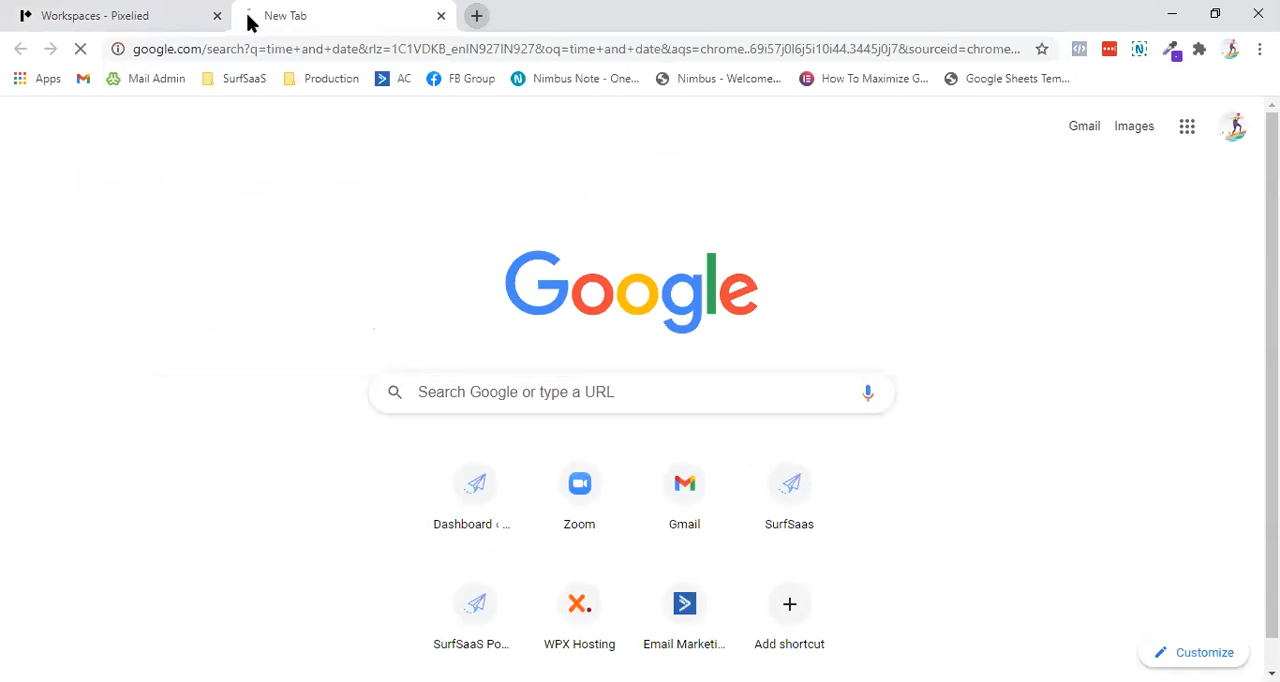 Workspaces - Pixelied
New Tab
google.com/search?q=time+and+date&rlz=1C1VDKB_enIN927IN927&oq=time+and+date&aqs=chrome..69i57j0l6j5i10i44.3445j0j7&sourceid=chrome...
Apps Mail Admin SurfSaaS Production AC FB Group Nimbus Note - One... Nimbus - Welcome... How To Maximize G... Google Sheets Tem...
Gmail Images
Google
Search Google or type a URL
Dashboard ‹ ... Zoom Gmail SurfSaas
SurfSaaS Po... WPX Hosting Email Marketi... Add shortcut
Customize